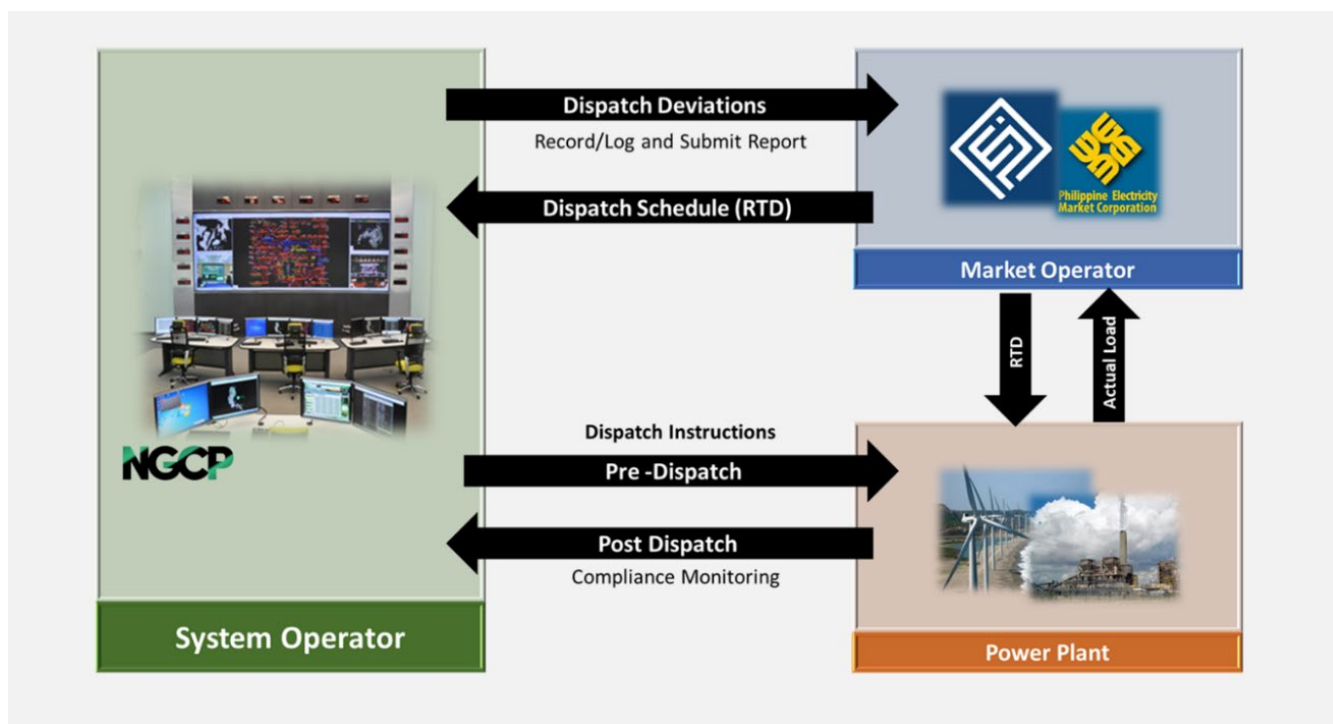 Dispatch Deviations
Record/Log and Submit Report
Dispatch Schedule (RTD)
Philippine Electricity
Market Corporation
Market Operator
RTD
Actual Load
Dispatch Instructions
Pre -Dispatch
Post Dispatch
Compliance Monitoring
NGCP
System Operator
Power Plant